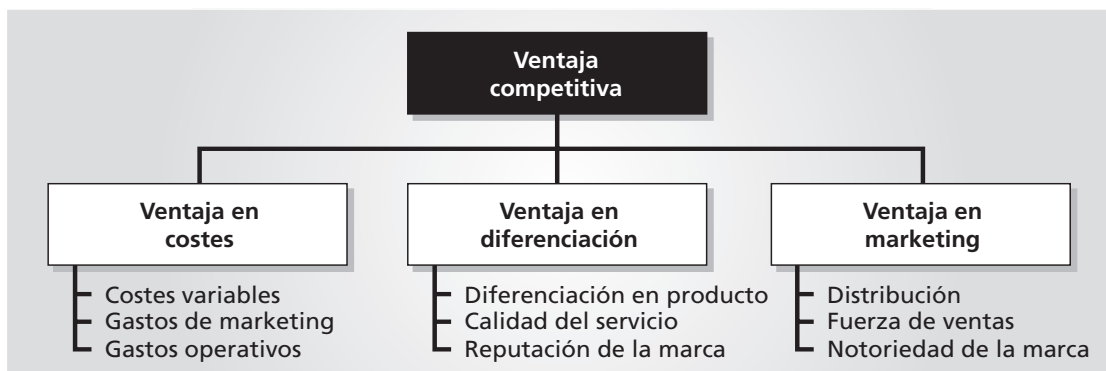 Ventaja
competitiva
Ventaja en
costes
Costes variables
Gastos de marketing
Gastos operativos
Ventaja en
diferenciación
Diferenciación en producto
Calidad del servicio
Reputación de la marca
Ventaja en
marketing
Distribución
Fuerza de ventas
Notoriedad de la marca